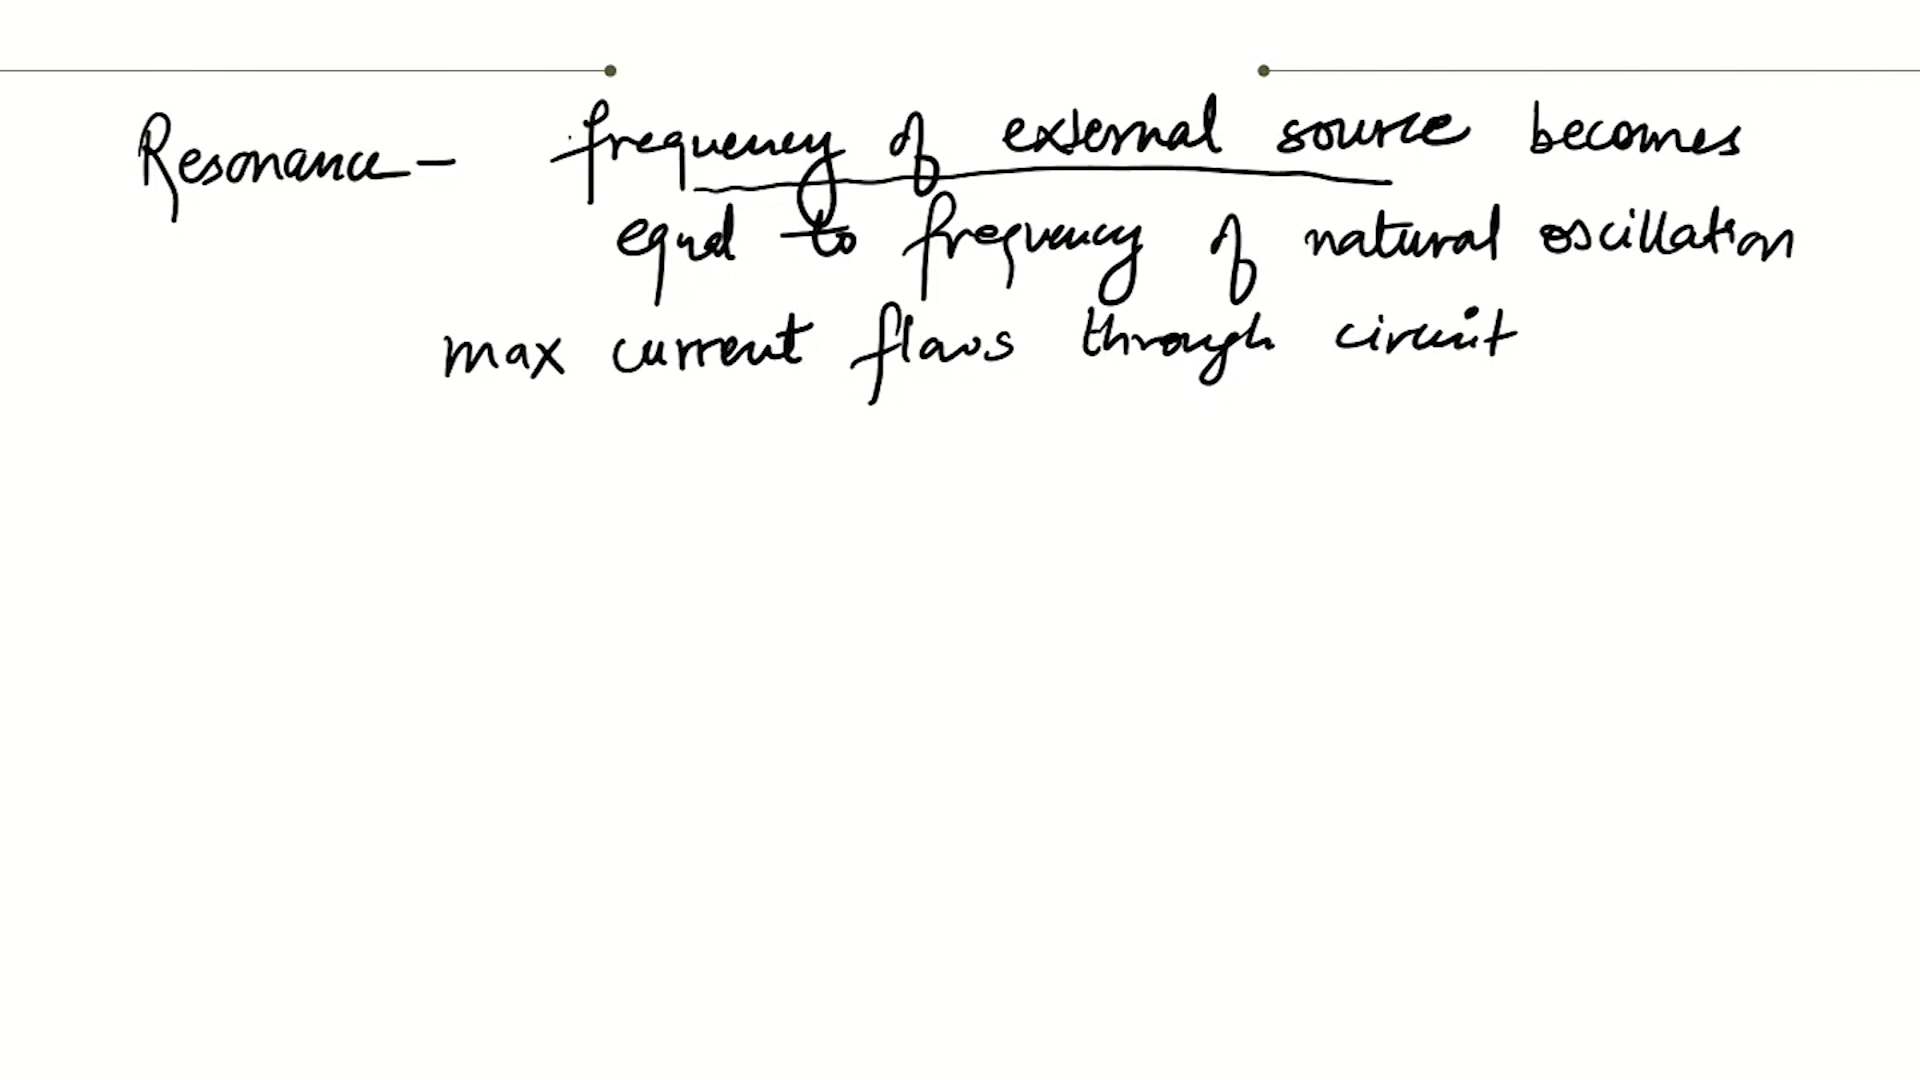 Resonance - frequency of external source becomes
equal to frequency of natural oscillation
max current flows through circuit